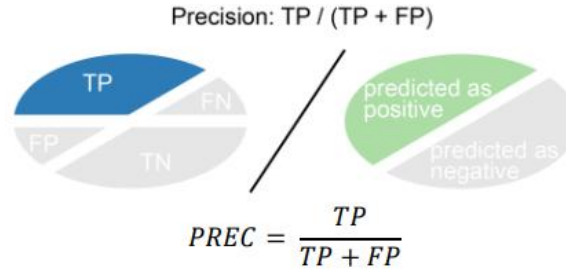 Precision: TP / (TP + FP)
TP
FN
FP
TN
predicted as
positive
predicted as
negative
PREC = TP / (TP + FP)